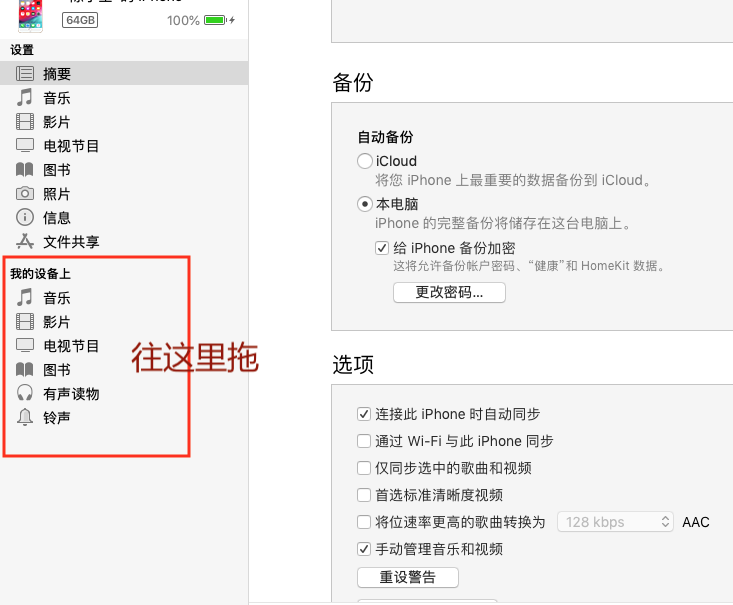 64GB
100%
设置
摘要
音乐
影片
电视节目
图书
照片
信息
文件共享
我的设备上
音乐
影片
电视节目
图书
有声读物
铃声
往这里拖
备份
自动备份
iCloud
将您 iPhone 上最重要的数据备份到 iCloud。
本电脑
iPhone 的完整备份将储存在这台电脑上。
给 iPhone 备份加密
这将允许备份帐户密码、“健康”和 HomeKit 数据。
更改密码...
选项
连接此 iPhone 时自动同步
通过 Wi-Fi 与此 iPhone 同步
仅同步选中的歌曲和视频
首选标准清晰度视频
将位速率更高的歌曲转换为 128 kbps AAC
手动管理音乐和视频
重设警告